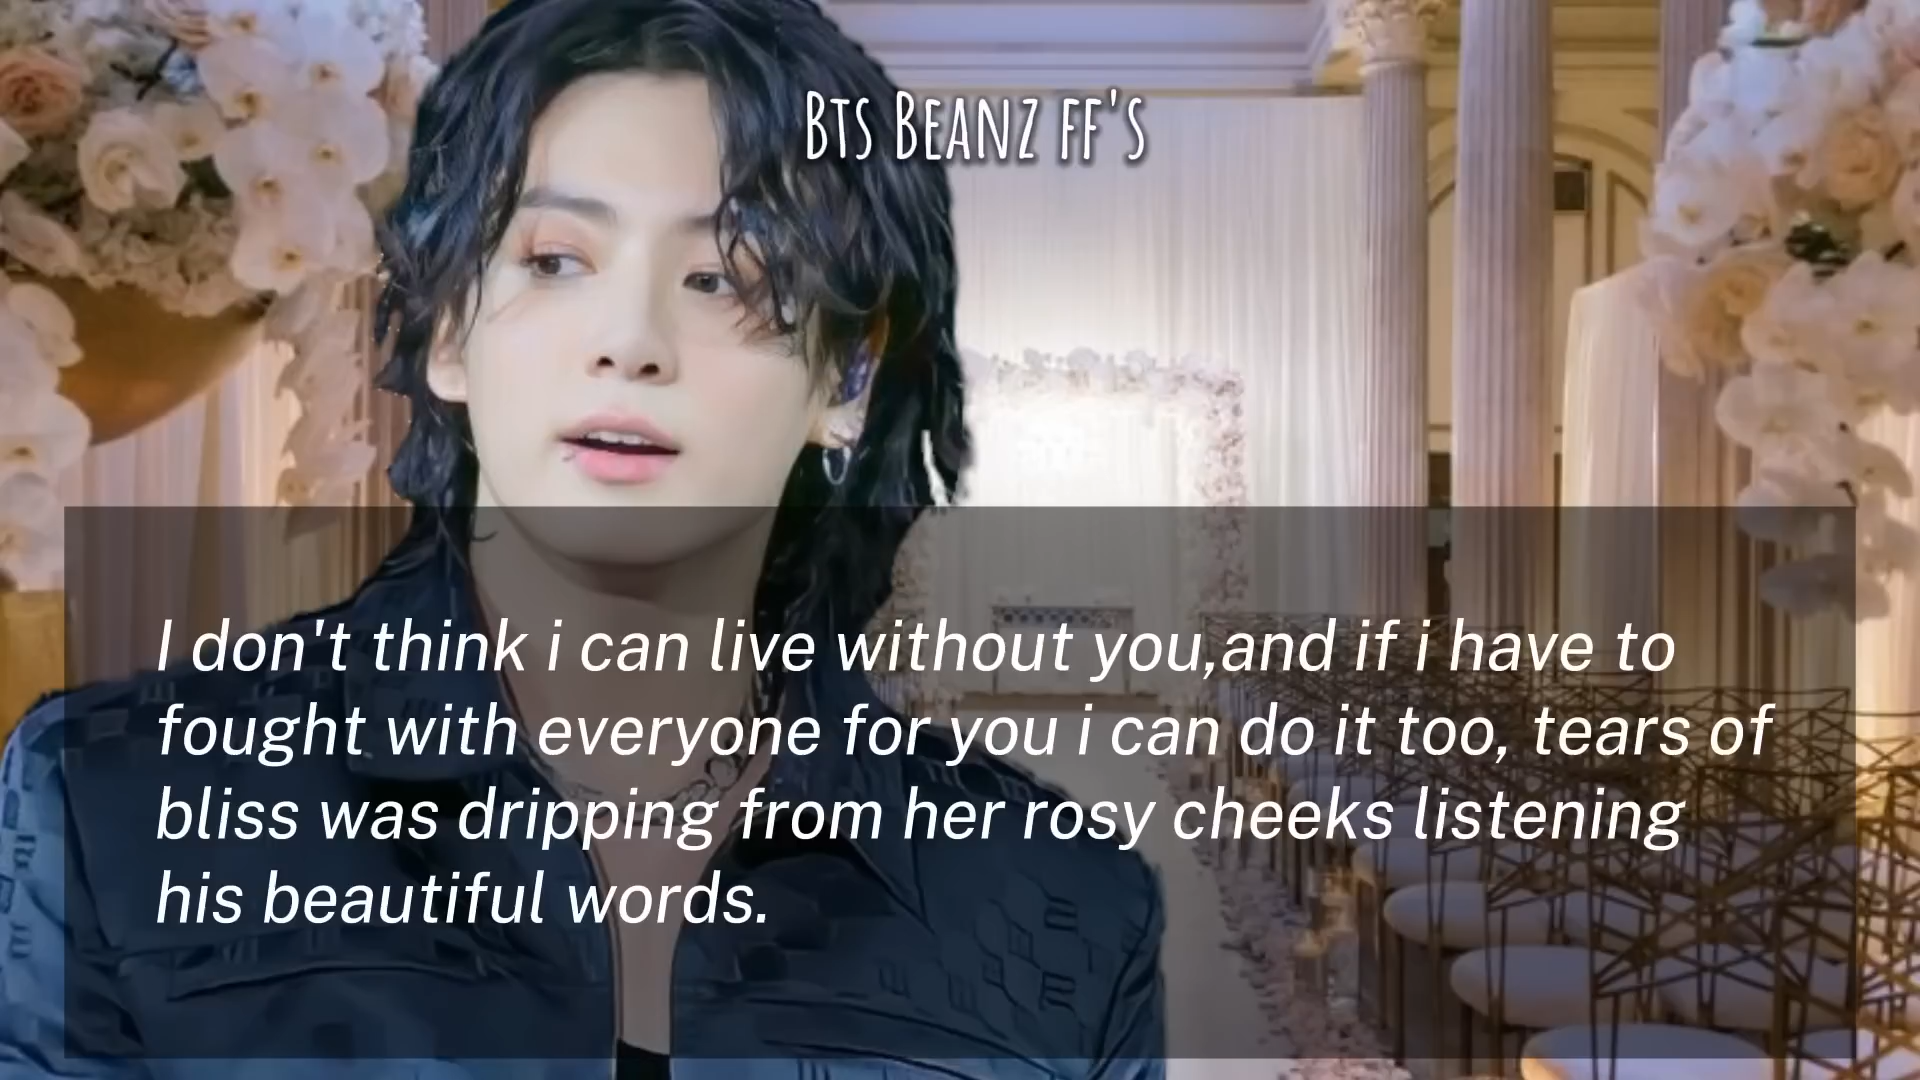 Bts Beanz ff's
I don't think i can live without you,and if i have to
fought with everyone for you i can do it too, tears of
bliss was dripping from her rosy cheeks listening
his beautiful words.